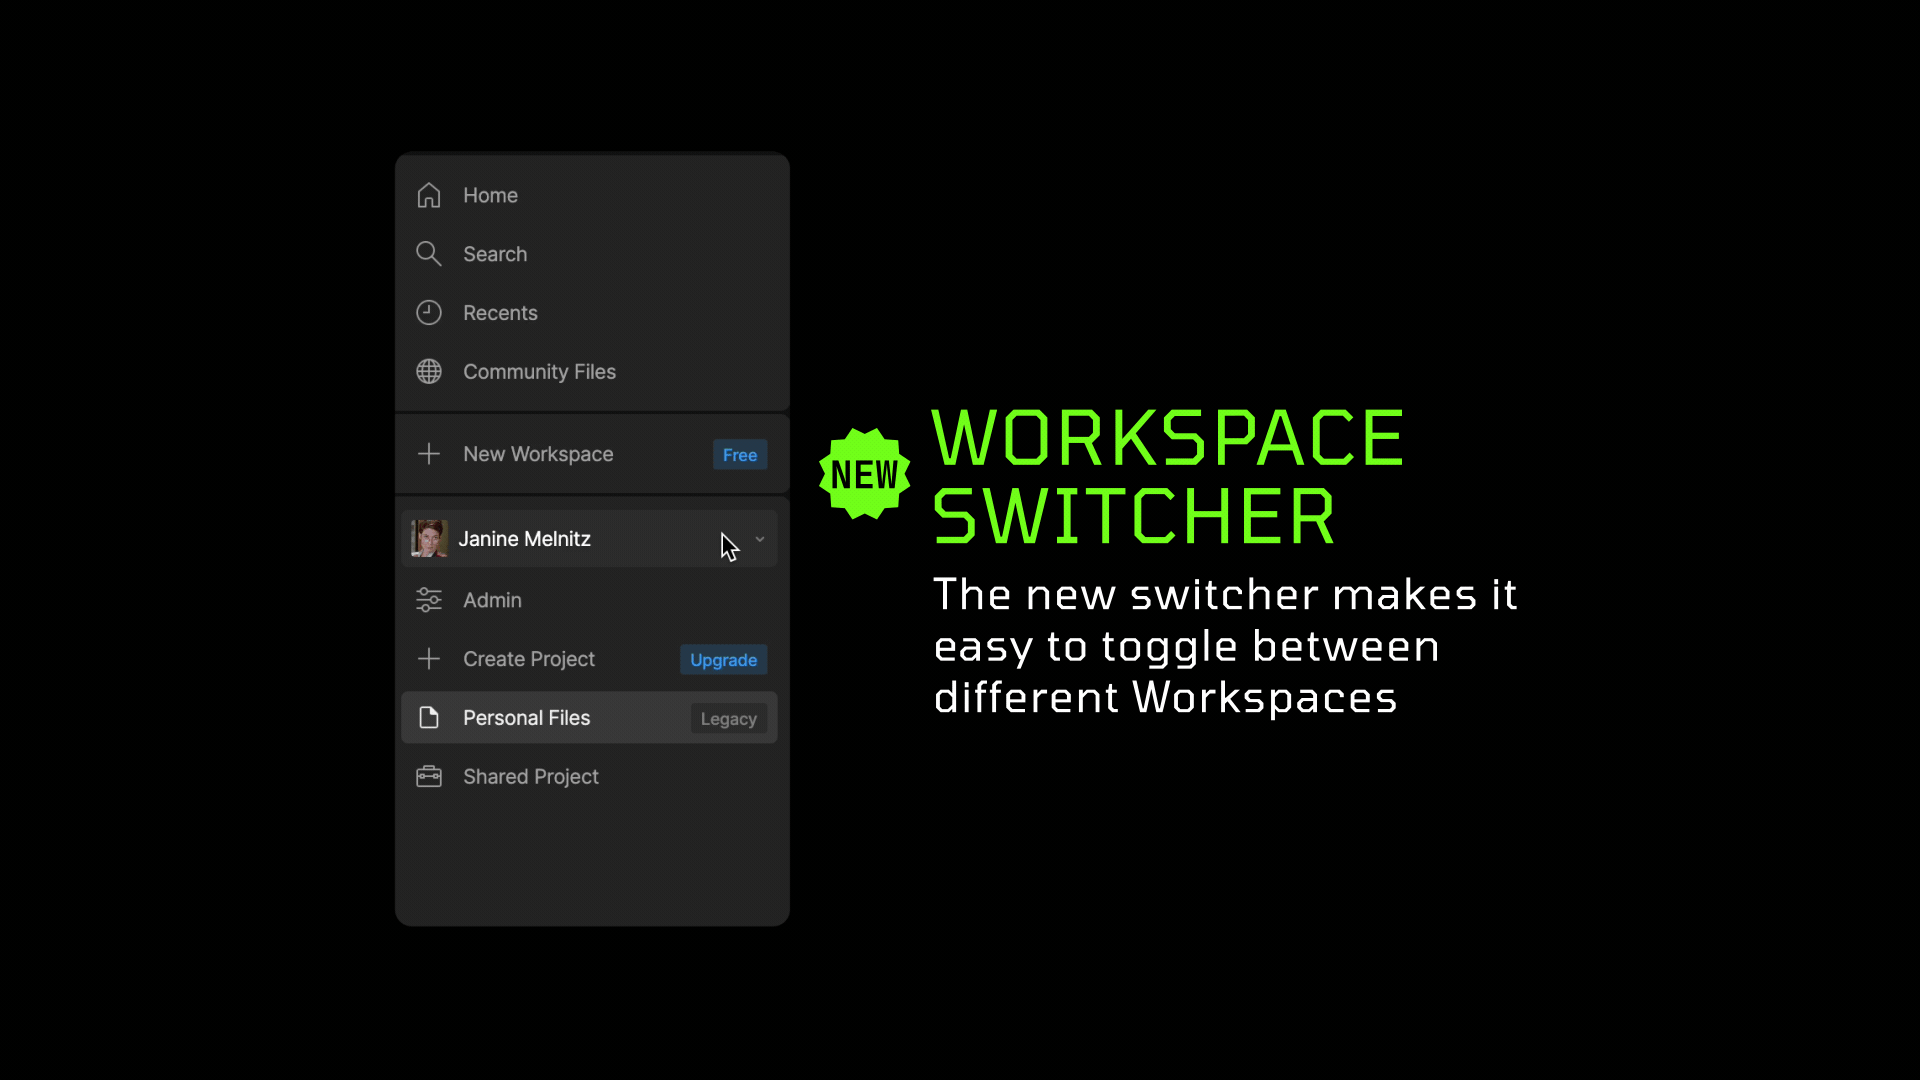 Home
Search
Recents
Community Files
New Workspace Free
Janine Melnitz
Admin
Create Project Upgrade
Personal Files Legacy
Shared Project
NEW
WORKSPACE
SWITCHER
The new switcher makes it
easy to toggle between
different Workspaces